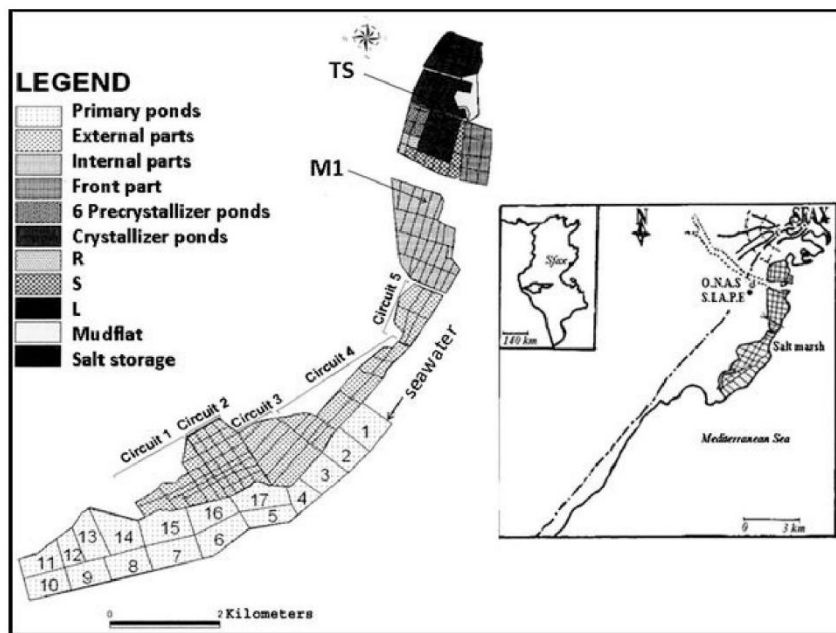 LEGEND
Primary ponds
External parts
Internal parts
Front part
6 Precrystallizer ponds
Crystallizer ponds
R
S
L
Mudflat
Salt storage
TS
M1
Circuit 5
Circuit 4
Circuit 3
Circuit 2
Circuit 1
seawater
1
2
3
4
5
6
7
8
9
10
11
12
13
14
15
16
17
0 2 Kilometers
N
SFAX
Sfax
O.N.A.S
S.I.A.P.E
140 km
Salt marsh
Mediterranean Sea
0 3 km